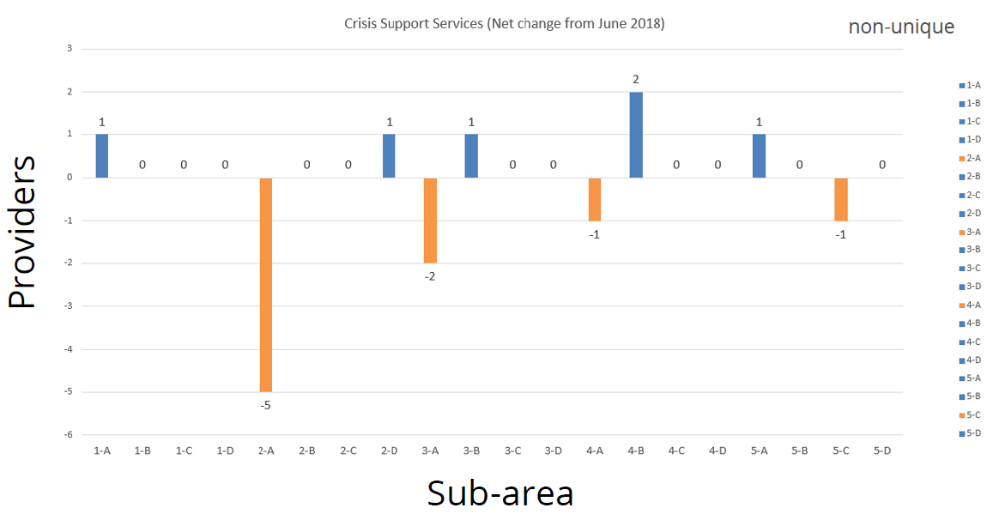 Crisis Support Services (Net change from June 2018)
non-unique
Providers
3
2
1
0
-1
-2
-3
-4
-5
-6
1
0
0
0
-5
0
0
1
-2
1
0
0
-1
2
0
0
1
0
-1
0
1-A
1-B
1-C
1-D
2-A
2-B
2-C
2-D
3-A
3-B
3-C
3-D
4-A
4-B
4-C
4-D
5-A
5-B
5-C
5-D
Sub-area
1-A
1-B
1-C
1-D
2-A
2-B
2-C
2-D
3-A
3-B
3-C
3-D
4-A
4-B
4-C
4-D
5-A
5-B
5-C
5-D